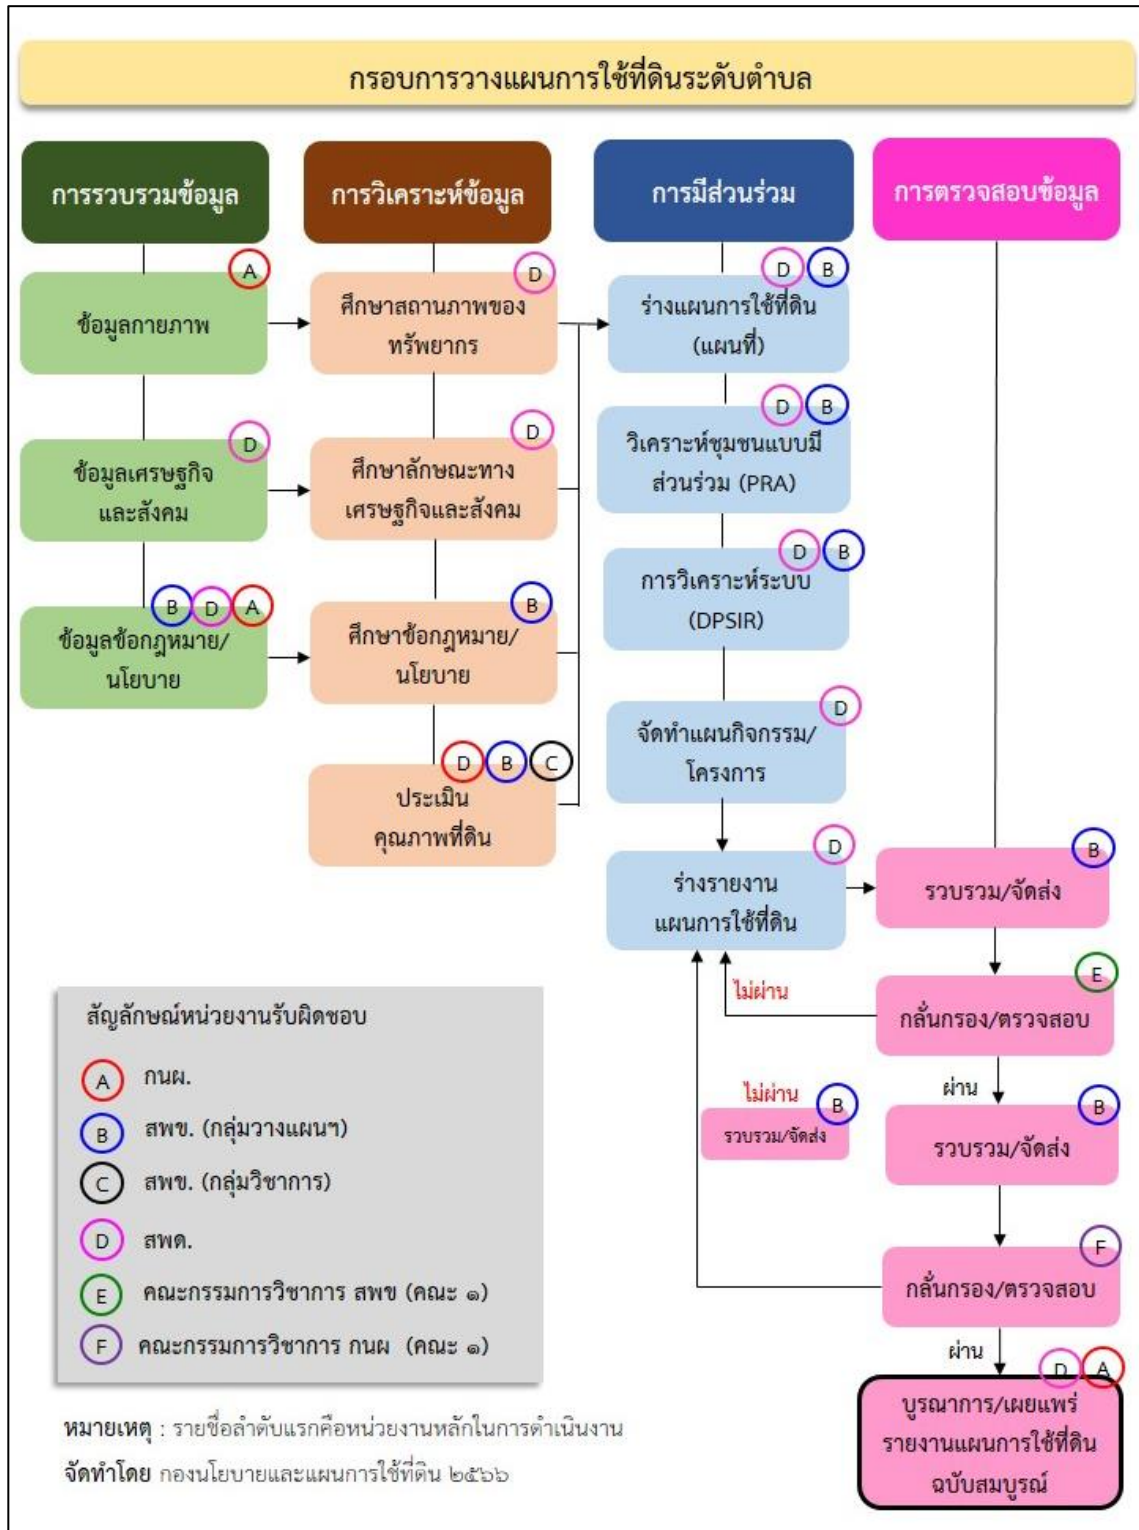 กรอบการวางแผนการใช้ที่ดินระดับตำบล
การรวบรวมข้อมูล
A
ข้อมูลกายภาพ
D
ข้อมูลเศรษฐกิจ
และสังคม
B D A
ข้อมูลข้อกฎหมาย/
นโยบาย
การวิเคราะห์ข้อมูล
D
ศึกษาสถานภาพของ
ทรัพยากร
D
ศึกษาลักษณะทาง
เศรษฐกิจและสังคม
B
ศึกษาข้อกฎหมาย/
นโยบาย
D B C
ประเมิน
คุณภาพที่ดิน
การมีส่วนร่วม
D B
ร่างแผนการใช้ที่ดิน
(แผนที่)
D B
วิเคราะห์ชุมชนแบบมี
ส่วนร่วม (PRA)
D B
การวิเคราะห์ระบบ
(DPSIR)
D
จัดทำแผนกิจกรรม/
โครงการ
D
ร่างรายงาน
แผนการใช้ที่ดิน
การตรวจสอบข้อมูล
B
รวบรวม/จัดส่ง
E
กลั่นกรอง/ตรวจสอบ
ไม่ผ่าน
ผ่าน
B
รวบรวม/จัดส่ง
F
กลั่นกรอง/ตรวจสอบ
ไม่ผ่าน
B
รวบรวม/จัดส่ง
ผ่าน
D A
บูรณาการ/เผยแพร่
รายงานแผนการใช้ที่ดิน
ฉบับสมบูรณ์
สัญลักษณ์หน่วยงานรับผิดชอบ
A กนผ.
B สพข. (กลุ่มวางแผนฯ)
C สพข. (กลุ่มวิชาการ)
D สพด.
E คณะกรรมการวิชาการ สพข (คณะ ๑)
F คณะกรรมการวิชาการ กนผ (คณะ ๑)
หมายเหตุ : รายชื่อลำดับแรกคือหน่วยงานหลักในการดำเนินงาน
จัดทำโดย กองนโยบายและแผนการใช้ที่ดิน ๒๕๖๖